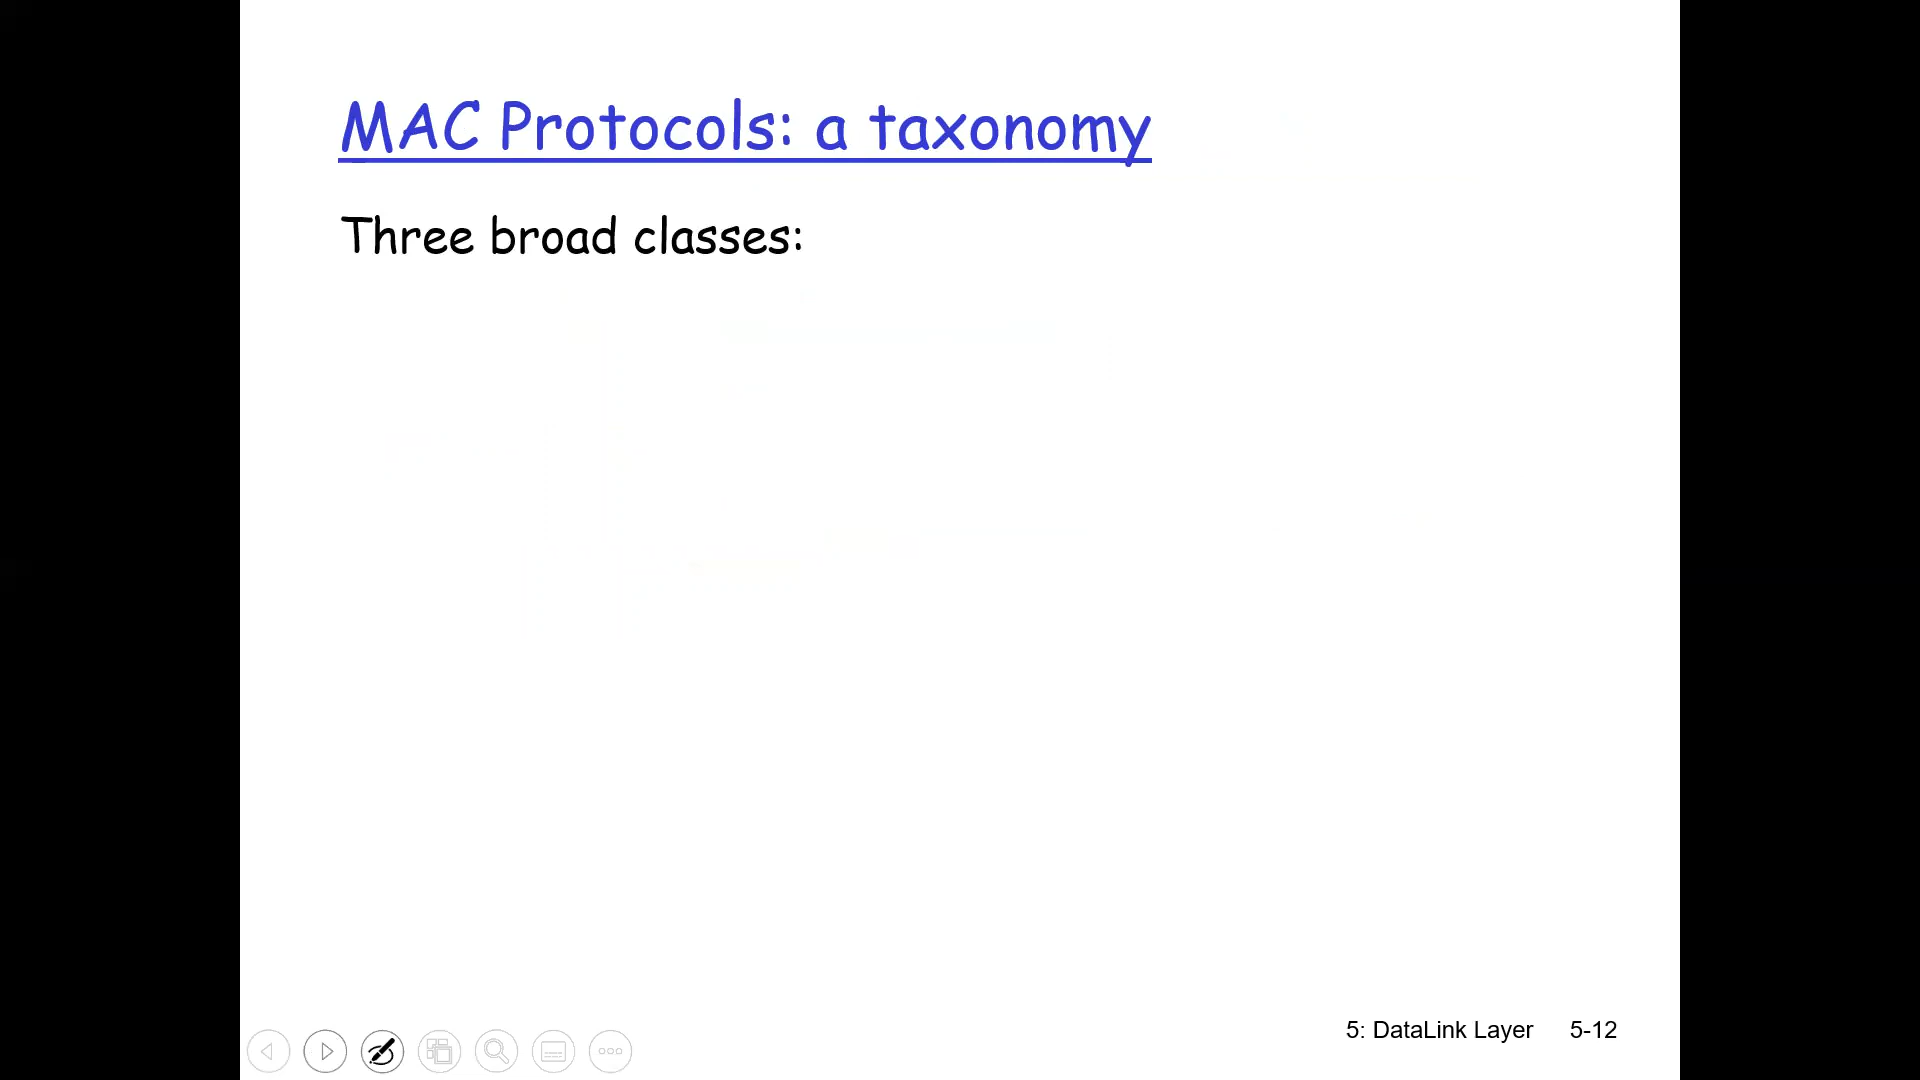 MAC Protocols: a taxonomy
Three broad classes:
5: DataLink Layer 5-12